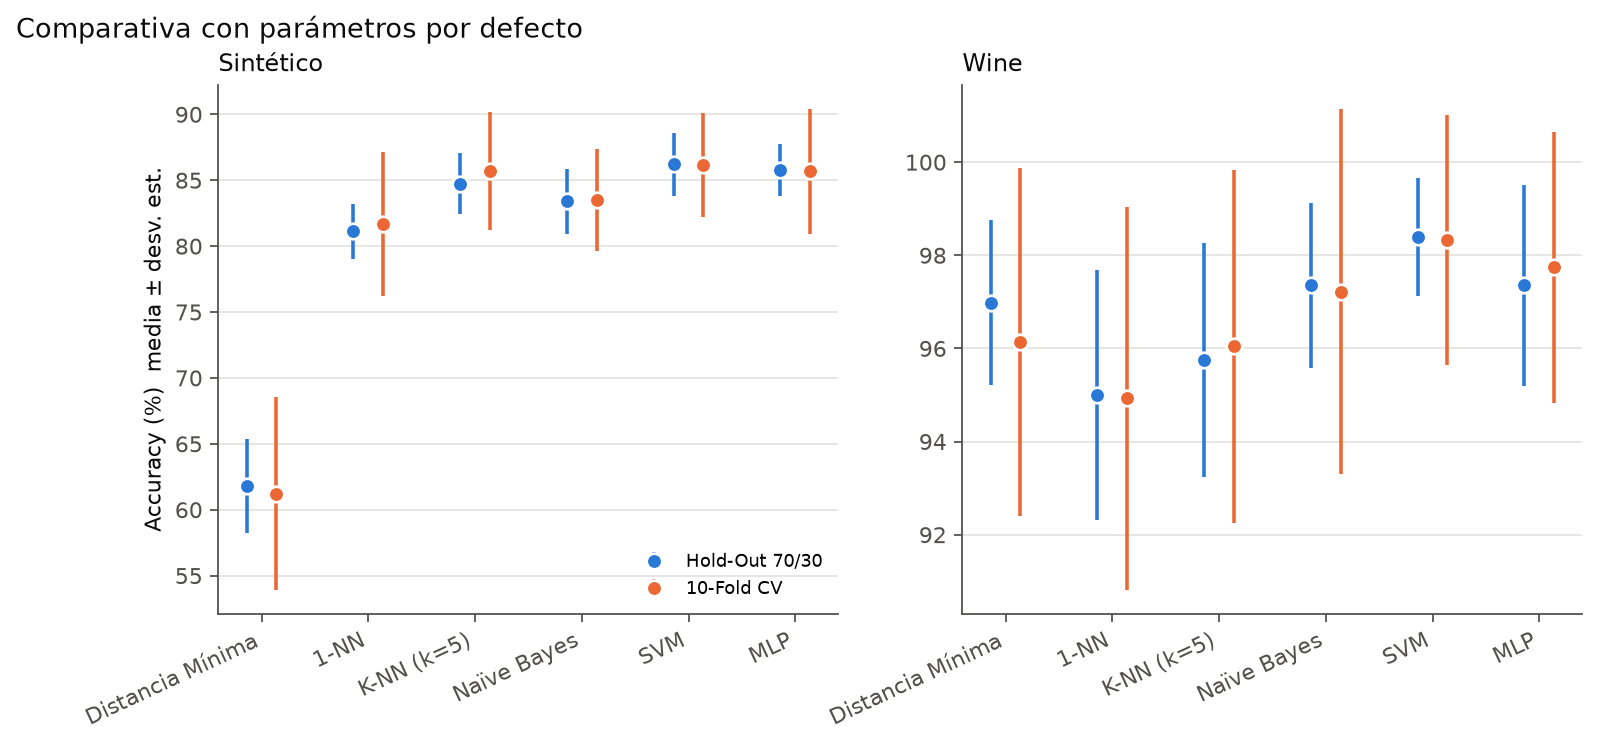 Comparativa con parámetros por defecto
Sintético
Accuracy (%)  media ± desv. est.
90
85
80
75
70
65
60
55
Hold-Out 70/30
10-Fold CV
Distancia Mínima
1-NN
K-NN (k=5)
Naïve Bayes
SVM
MLP
Wine
100
98
96
94
92
Distancia Mínima
1-NN
K-NN (k=5)
Naïve Bayes
SVM
MLP